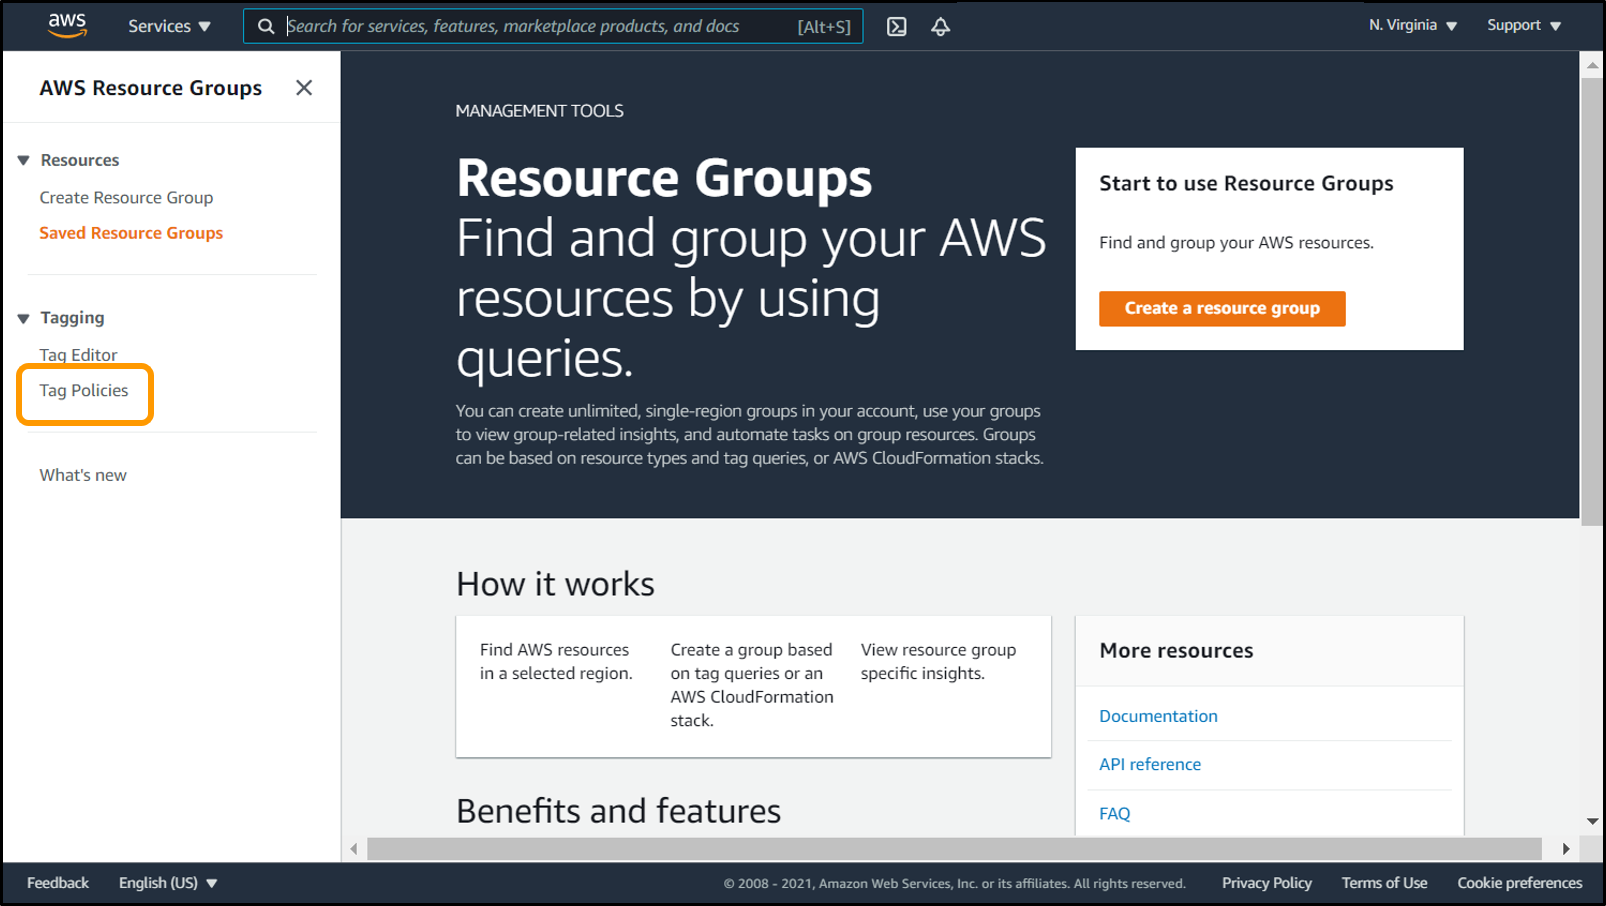 aws
Services
Search for services, features, marketplace products, and docs
[Alt+S]
N. Virginia
Support
AWS Resource Groups
Resources
Create Resource Group
Saved Resource Groups
Tagging
Tag Editor
Tag Policies
What's new
MANAGEMENT TOOLS
Resource Groups
Find and group your AWS
resources by using
queries.
You can create unlimited, single-region groups in your account, use your groups
to view group-related insights, and automate tasks on group resources. Groups
can be based on resource types and tag queries, or AWS CloudFormation stacks.
Start to use Resource Groups
Find and group your AWS resources.
Create a resource group
How it works
Find AWS resources
in a selected region.
Create a group based
on tag queries or an
AWS CloudFormation
stack.
View resource group
specific insights.
More resources
Documentation
API reference
FAQ
Benefits and features
Feedback
English (US)
© 2008 - 2021, Amazon Web Services, Inc. or its affiliates. All rights reserved.
Privacy Policy
Terms of Use
Cookie preferences